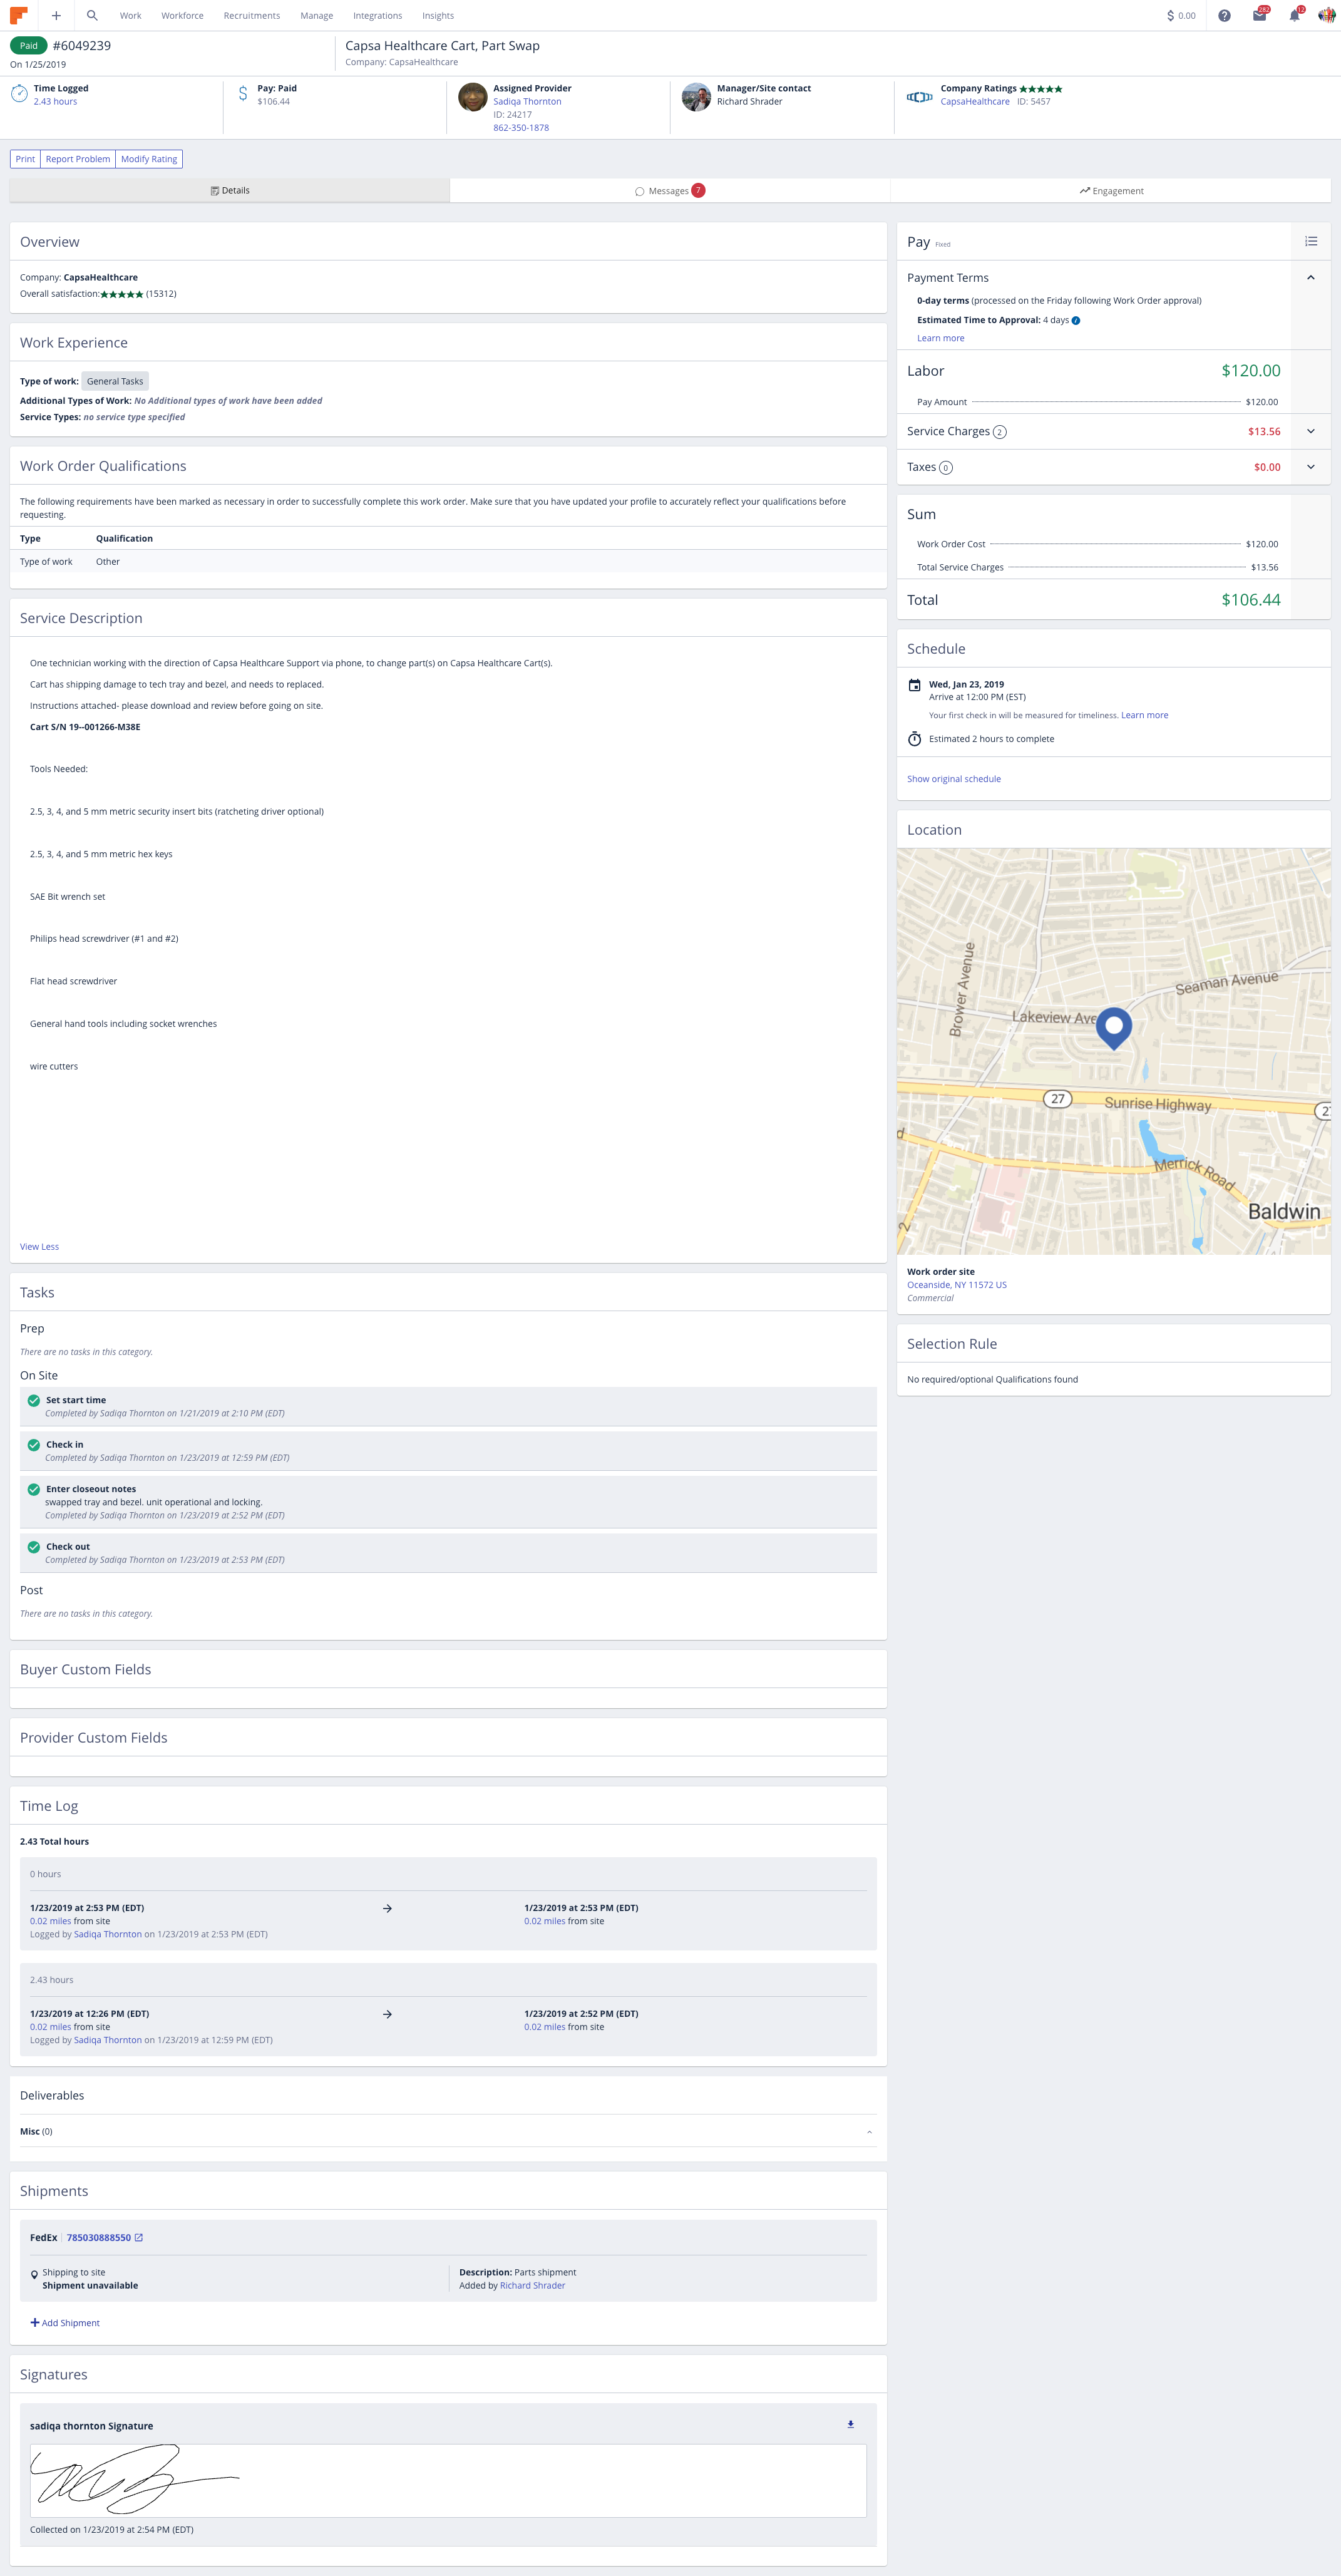 Work Workforce Recruitments Manage Integrations Insights
$ 0.00
282
12
Paid #6049239
On 1/25/2019
Capsa Healthcare Cart, Part Swap
Company: CapsaHealthcare
Time Logged
2.43 hours
Pay: Paid
$106.44
Assigned Provider
Sadiqa Thornton
ID: 24217
862-350-1878
Manager/Site contact
Richard Shrader
Company Ratings
CapsaHealthcare ID: 5457
Print Report Problem Modify Rating
Details
Messages 7
Engagement
Overview
Company: CapsaHealthcare
Overall satisfaction: (15312)
Work Experience
Type of work: General Tasks
Additional Types of Work: No Additional types of work have been added
Service Types: no service type specified
Work Order Qualifications
The following requirements have been marked as necessary in order to successfully complete this work order. Make sure that you have updated your profile to accurately reflect your qualifications before
requesting.
Type Qualification
Type of work Other
Service Description
One technician working with the direction of Capsa Healthcare Support via phone, to change part(s) on Capsa Healthcare Cart(s).
Cart has shipping damage to tech tray and bezel, and needs to replaced.
Instructions attached- please download and review before going on site.
Cart S/N 19--001266-M38E
Tools Needed:
2.5, 3, 4, and 5 mm metric security insert bits (ratcheting driver optional)
2.5, 3, 4, and 5 mm metric hex keys
SAE Bit wrench set
Philips head screwdriver (#1 and #2)
Flat head screwdriver
General hand tools including socket wrenches
wire cutters
View Less
Tasks
Prep
There are no tasks in this category.
On Site
Set start time
Completed by Sadiqa Thornton on 1/21/2019 at 2:10 PM (EDT)
Check in
Completed by Sadiqa Thornton on 1/23/2019 at 12:59 PM (EDT)
Enter closeout notes
swapped tray and bezel. unit operational and locking.
Completed by Sadiqa Thornton on 1/23/2019 at 2:52 PM (EDT)
Check out
Completed by Sadiqa Thornton on 1/23/2019 at 2:53 PM (EDT)
Post
There are no tasks in this category.
Buyer Custom Fields
Provider Custom Fields
Time Log
2.43 Total hours
0 hours
1/23/2019 at 2:53 PM (EDT) 1/23/2019 at 2:53 PM (EDT)
0.02 miles from site 0.02 miles from site
Logged by Sadiqa Thornton on 1/23/2019 at 2:53 PM (EDT)
2.43 hours
1/23/2019 at 12:26 PM (EDT) 1/23/2019 at 2:52 PM (EDT)
0.02 miles from site 0.02 miles from site
Logged by Sadiqa Thornton on 1/23/2019 at 12:59 PM (EDT)
Deliverables
Misc (0)
Shipments
FedEx 785030888550
Shipping to site
Shipment unavailable
Description: Parts shipment
Added by Richard Shrader
Add Shipment
Signatures
sadiqa thornton Signature
Collected on 1/23/2019 at 2:54 PM (EDT)
Pay Fixed
Payment Terms
0-day terms (processed on the Friday following Work Order approval)
Estimated Time to Approval: 4 days
Learn more
Labor $120.00
Pay Amount $120.00
Service Charges 2 $13.56
Taxes 0 $0.00
Sum
Work Order Cost $120.00
Total Service Charges $13.56
Total $106.44
Schedule
Wed, Jan 23, 2019
Arrive at 12:00 PM (EST)
Your first check in will be measured for timeliness. Learn more
Estimated 2 hours to complete
Show original schedule
Location
Brower Avenue
Seaman Avenue
Lakeview Ave
27
Sunrise Highway
Merrick Road
Baldwin
Work order site
Oceanside, NY 11572 US
Commercial
Selection Rule
No required/optional Qualifications found